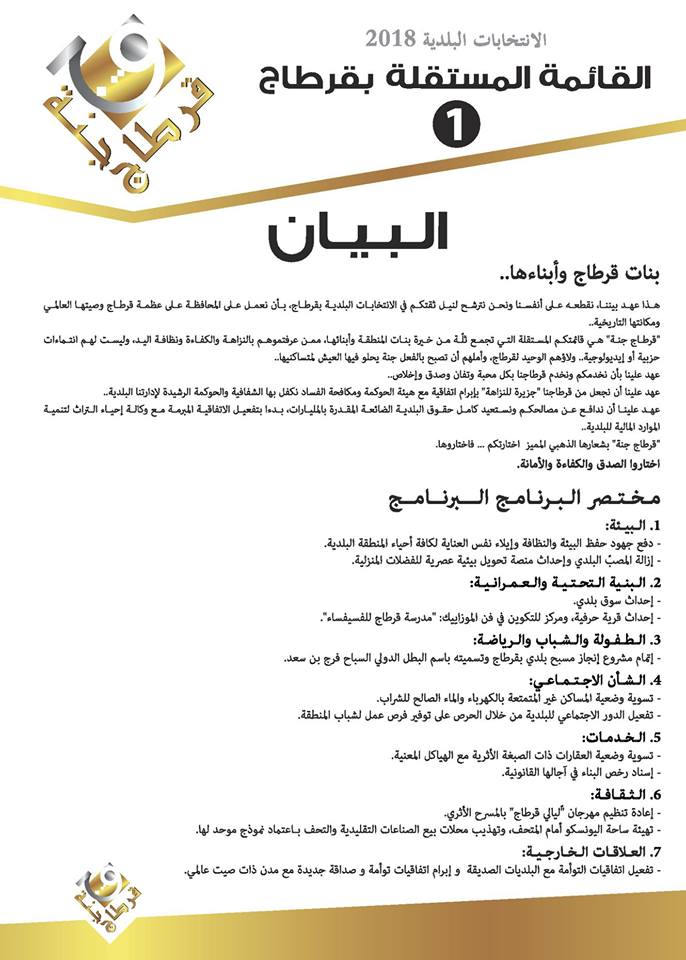 قرطاج جنة
الانتخابات البلدية 2018
القائمة المستقلة بقرطاج
1
البيان
بنات قرطاج وأبناءها..
هذا عهد بيننا، نقطعه على أنفسنا ونحن نترشح لنيل ثقتكم في الانتخابات البلدية بقرطاج، بأن نعمل على المحافظة على عظمة قرطاج وصيتها العالمي
ومكانتها التاريخية..
"قرطاج جنة" هي قائمتكم المستقلة التي تجمع ثلّة من خيرة بنات المنطقة وأبنائها، ممن عرفتموهم بالنزاهة والكفاءة ونظافة اليد، وليست لهم انتماءات
حزبية أو إيديولوجية.. ولاؤهم الوحيد لقرطاج، وأملهم أن تصبح بالفعل جنة يحلو فيها العيش لمتساكنيها..
عهد علينا بأن نخدمكم ونخدم قرطاجنا بكل محبة وتفان وصدق وإخلاص..
عهد علينا أن نجعل من قرطاجنا "جزيرة للنزاهة" بإبرام اتفاقية مع هيئة الحوكمة ومكافحة الفساد نكفل بها الشفافية والحوكمة الرشيدة لإدارتنا البلدية..
عهد علينا أن ندافع عن مصالحكم ونستعيد كامل حقوق البلدية الضائعة المقدرة بالمليارات، بدءا بتفعيل الاتفاقية المبرمة مع وكالة إحياء التراث لتنمية
الموارد المالية للبلدية..
"قرطاج جنة" بشعارها الذهبي المميز اختارتكم ... فاختاروها.
اختاروا الصدق والكفاءة والأمانة.
مختصر البرنامج البرنامج
1. البيئة:
- دفع جهود حفظ البيئة والنظافة وإيلاء نفس العناية لكافة أحياء المنطقة البلدية.
- إزالة المصبّ البلدي وإحداث منصة تحويل بيئية عصرية للفضلات المنزلية.
2. البنية التحتية والعمرانية:
- إحداث سوق بلدي.
- إحداث قرية حرفية، ومركز للتكوين في فن الموزاييك: "مدرسة قرطاج للفسيفساء".
3. الطفولة والشباب والرياضة:
- إتمام مشروع إنجاز مسبح بلدي بقرطاج وتسميته باسم البطل الدولي السباح فرج بن سعد.
4. الشأن الاجتماعي:
- تسوية وضعية المساكن غير المتمتعة بالكهرباء والماء الصالح للشراب.
- تفعيل الدور الاجتماعي للبلدية من خلال الحرص على توفير فرص عمل لشباب المنطقة.
5. الخدمات:
- تسوية وضعية العقارات ذات الصبغة الأثرية مع الهياكل المعنية.
- إسناد رخص البناء في آجالها القانونية.
6. الثقافة:
- إعادة تنظيم مهرجان "ليالي قرطاج" بالمسرح الأثري.
- تهيئة ساحة اليونسكو أمام المتحف، وتهذيب محلات بيع الصناعات التقليدية والتحف باعتماد نموذج موحد لها.
7. العلاقات الخارجية:
- تفعيل اتفاقيات التوأمة مع البلديات الصديقة و إبرام اتفاقيات توأمة و صداقة جديدة مع مدن ذات صيت عالمي.
قرطاج جنة